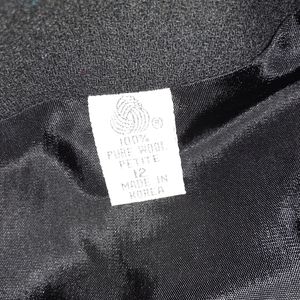 ®
100%
PURE WOOL
PETITE
12
MADE IN
KOREA